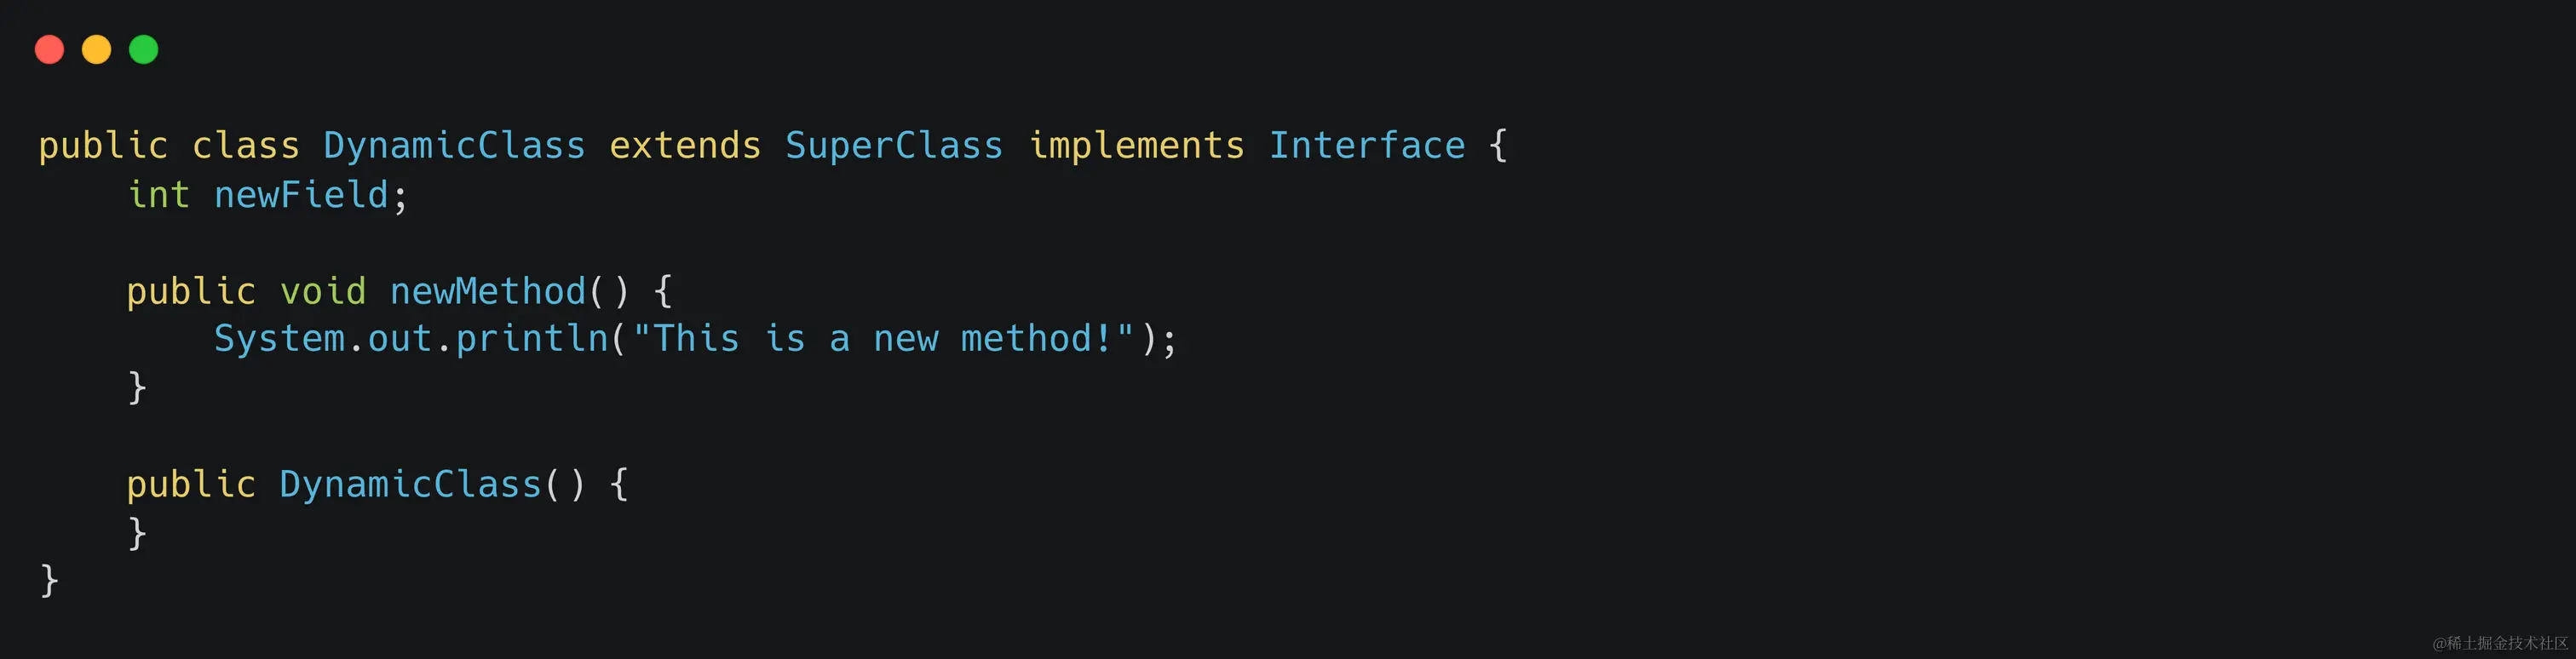 public class DynamicClass extends SuperClass implements Interface {
    int newField;
    public void newMethod() {
        System.out.println("This is a new method!");
    }
    public DynamicClass() {
    }
}
@稀土掘金技术社区